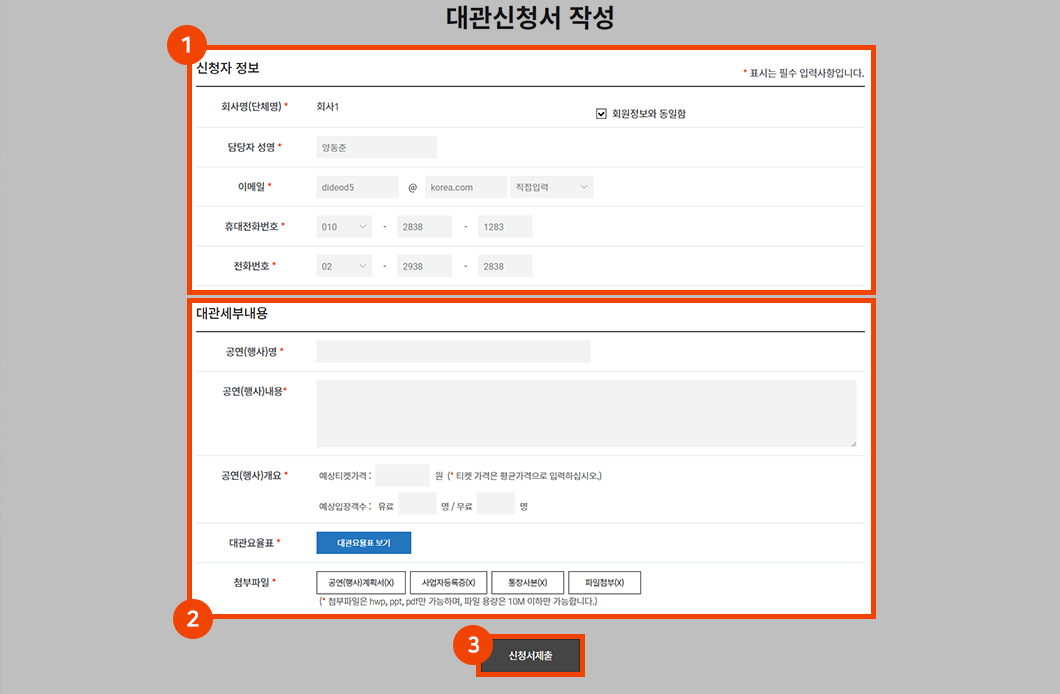 대관신청서 작성
1
신청자 정보
* 표시는 필수 입력사항입니다.
회사명(단체명) * 회사1 회원정보와 동일함
담당자 성명 * 양동준
이메일 * dideod5 @ korea.com 직접입력
휴대전화번호 * 010 - 2838 - 1283
전화번호 * 02 - 2938 - 2838
대관세부내용
공연(행사)명 *
공연(행사)내용*
공연(행사)개요 * 예상티켓가격 : 원 (* 티켓 가격은 평균가격으로 입력하십시오.)
예상입장객수 : 유료 명 / 무료 명
대관요율표 * 대관요율표 보기
첨부파일 * 공연(행사)계획서(X) 사업자등록증(X) 통장사본(X) 파일첨부(X)
(* 첨부파일은 hwp, ppt, pdf만 가능하며, 파일 용량은 10M 이하만 가능합니다.)
2
3
신청서제출